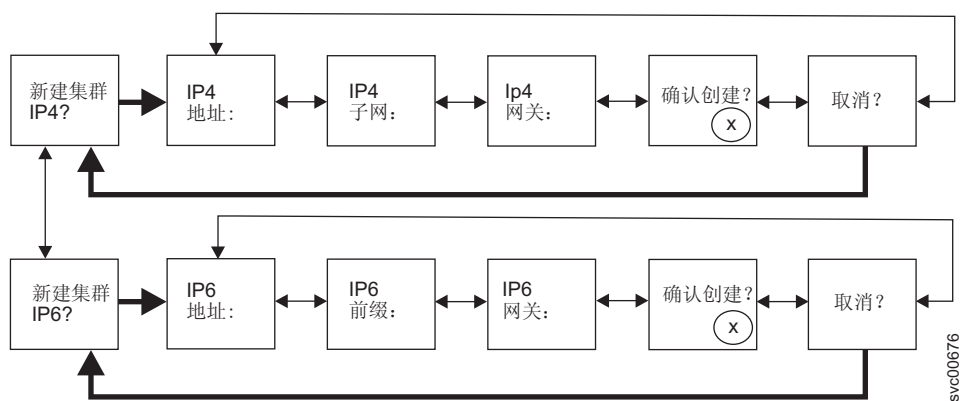 新建集群
IP4?
IP4
地址:
IP4
子网:
Ip4
网关:
确认创建?
x
取消?
新建集群
IP6?
IP6
地址:
IP6
前缀:
IP6
网关:
确认创建?
x
取消?
svc00676